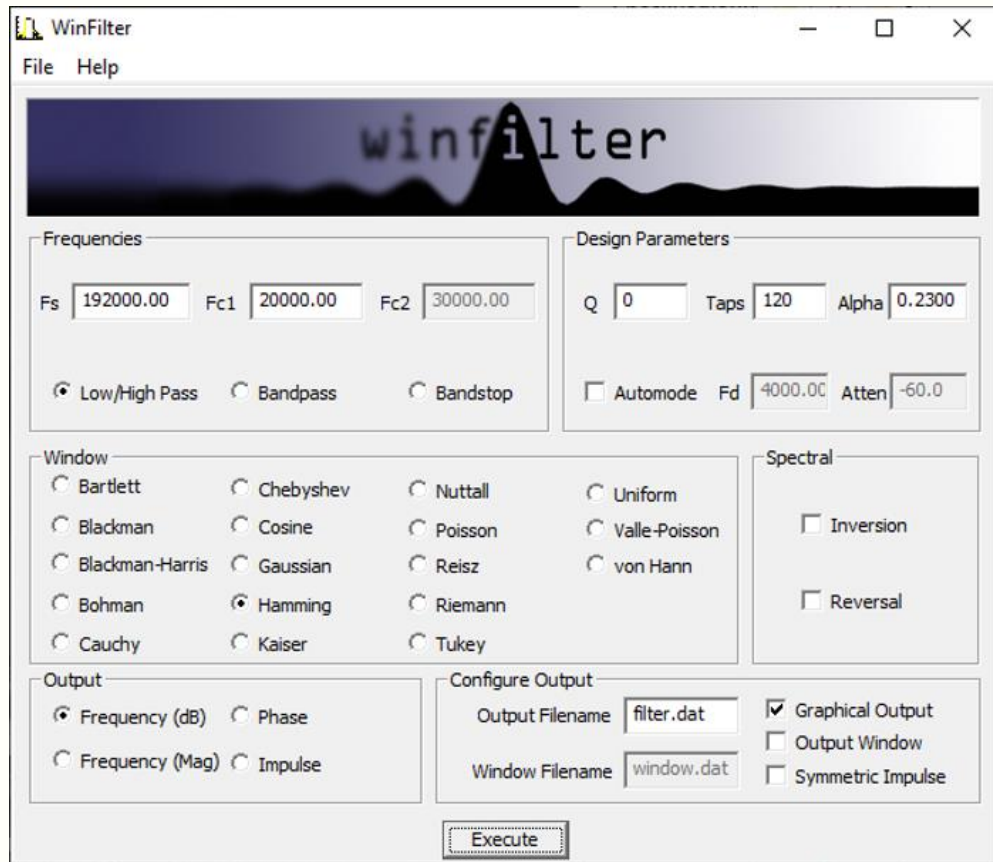 WinFilter
File Help
winfilter
Frequencies
Fs 192000.00 Fc1 20000.00 Fc2 30000.00
Low/High Pass Bandpass Bandstop
Design Parameters
Q 0 Taps 120 Alpha 0.2300
Automode Fd 4000.00 Atten -60.0
Window
Bartlett Chebyshev Nuttall Uniform
Blackman Cosine Poisson Valle-Poisson
Blackman-Harris Gaussian Reisz von Hann
Bohman Hamming Riemann
Cauchy Kaiser Tukey
Spectral
Inversion
Reversal
Output
Frequency (dB) Phase
Frequency (Mag) Impulse
Configure Output
Output Filename filter.dat Graphical Output
Output Window
Window Filename window.dat Symmetric Impulse
Execute